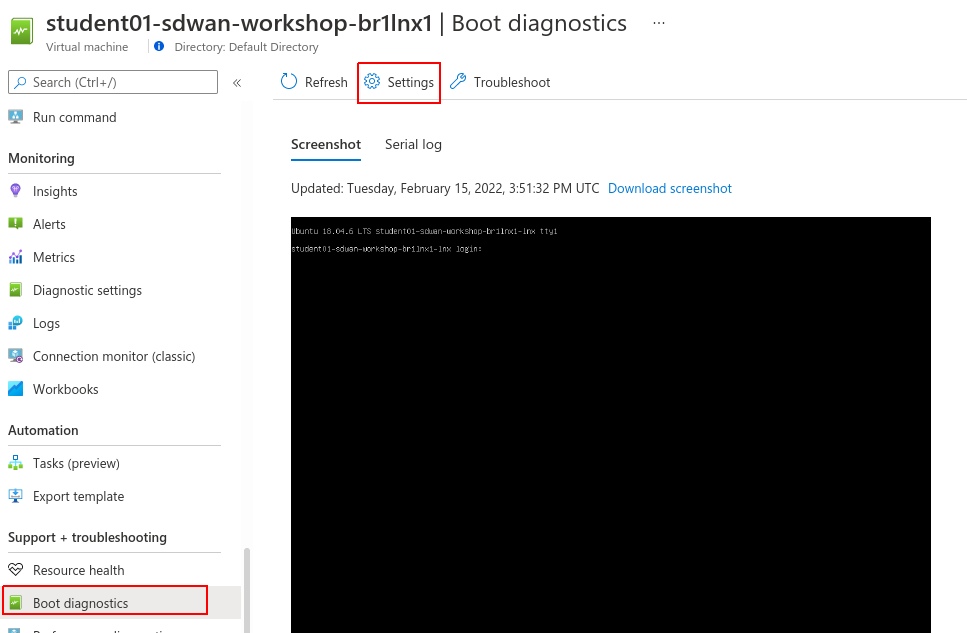 student01-sdwan-workshop-br1lnx1 | Boot diagnostics ...
Virtual machine Directory: Default Directory
Search (Ctrl+/) «
Refresh Settings Troubleshoot
Run command
Monitoring
Insights
Alerts
Metrics
Diagnostic settings
Logs
Connection monitor (classic)
Workbooks
Automation
Tasks (preview)
Export template
Support + troubleshooting
Resource health
Boot diagnostics
Screenshot Serial log
Updated: Tuesday, February 15, 2022, 3:51:32 PM UTC Download screenshot
Ubuntu 18.04.6 LTS student01-sdwan-workshop-br1lnx1-lnx tty1
student01-sdwan-workshop-br1lnx1-lnx login: